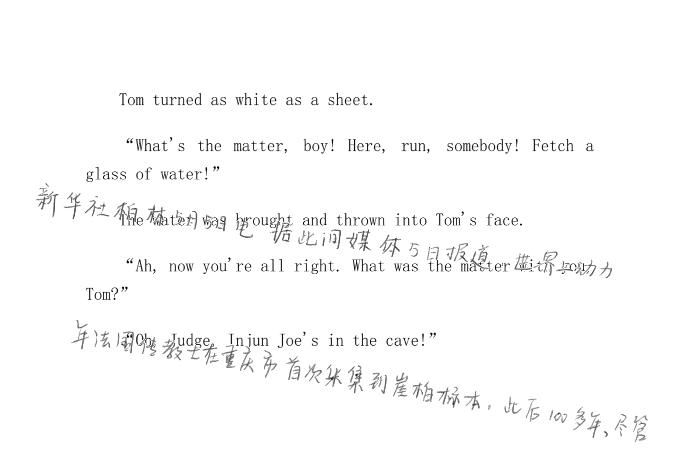 Tom turned as white as a sheet.
“What's the matter, boy! Here, run, somebody! Fetch a
glass of water!”
新华社柏林5月5日电 据此间媒体5日报道 世界
The water was brought and thrown into Tom's face.
“Ah, now you're all right. What was the matter with you,
Tom?”
“Oh, Judge, Injun Joe's in the cave!”
年法国传教士在重庆市首次采集到崖柏标本，此后100多年，尽管